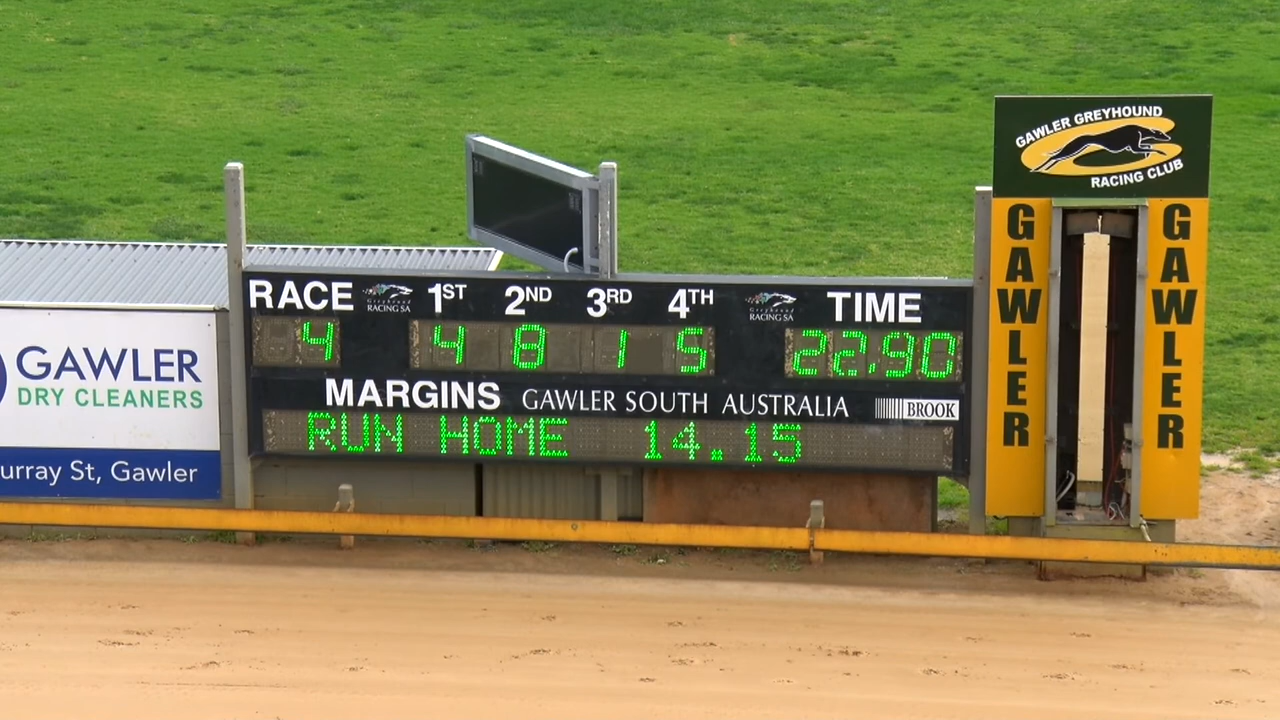 GAWLER GREYHOUND
RACING CLUB
RACE
Greyhound
RACING SA
1ST 2ND 3RD 4TH
Greyhound
RACING SA
TIME
4 4 8 1 5 22.90
MARGINS GAWLER SOUTH AUSTRALIA BROOK
RUN HOME 14.15
GAWLER
GAWLER
GAWLER
DRY CLEANERS
urray St, Gawler